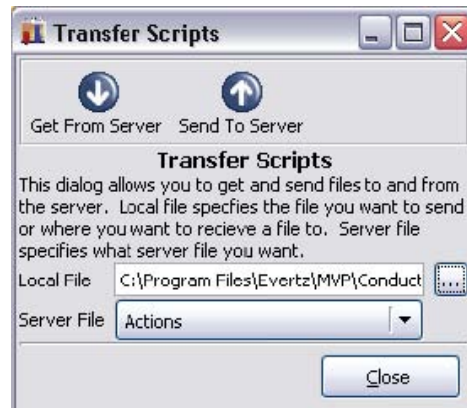 Transfer Scripts
Get From Server Send To Server
Transfer Scripts
This dialog allows you to get and send files to and from
the server. Local file specfies the file you want to send
or where you want to recieve a file to. Server file
specifies what server file you want.
Local File C:\Program Files\Evertz\MVP\Conduct ...
Server File Actions
Close